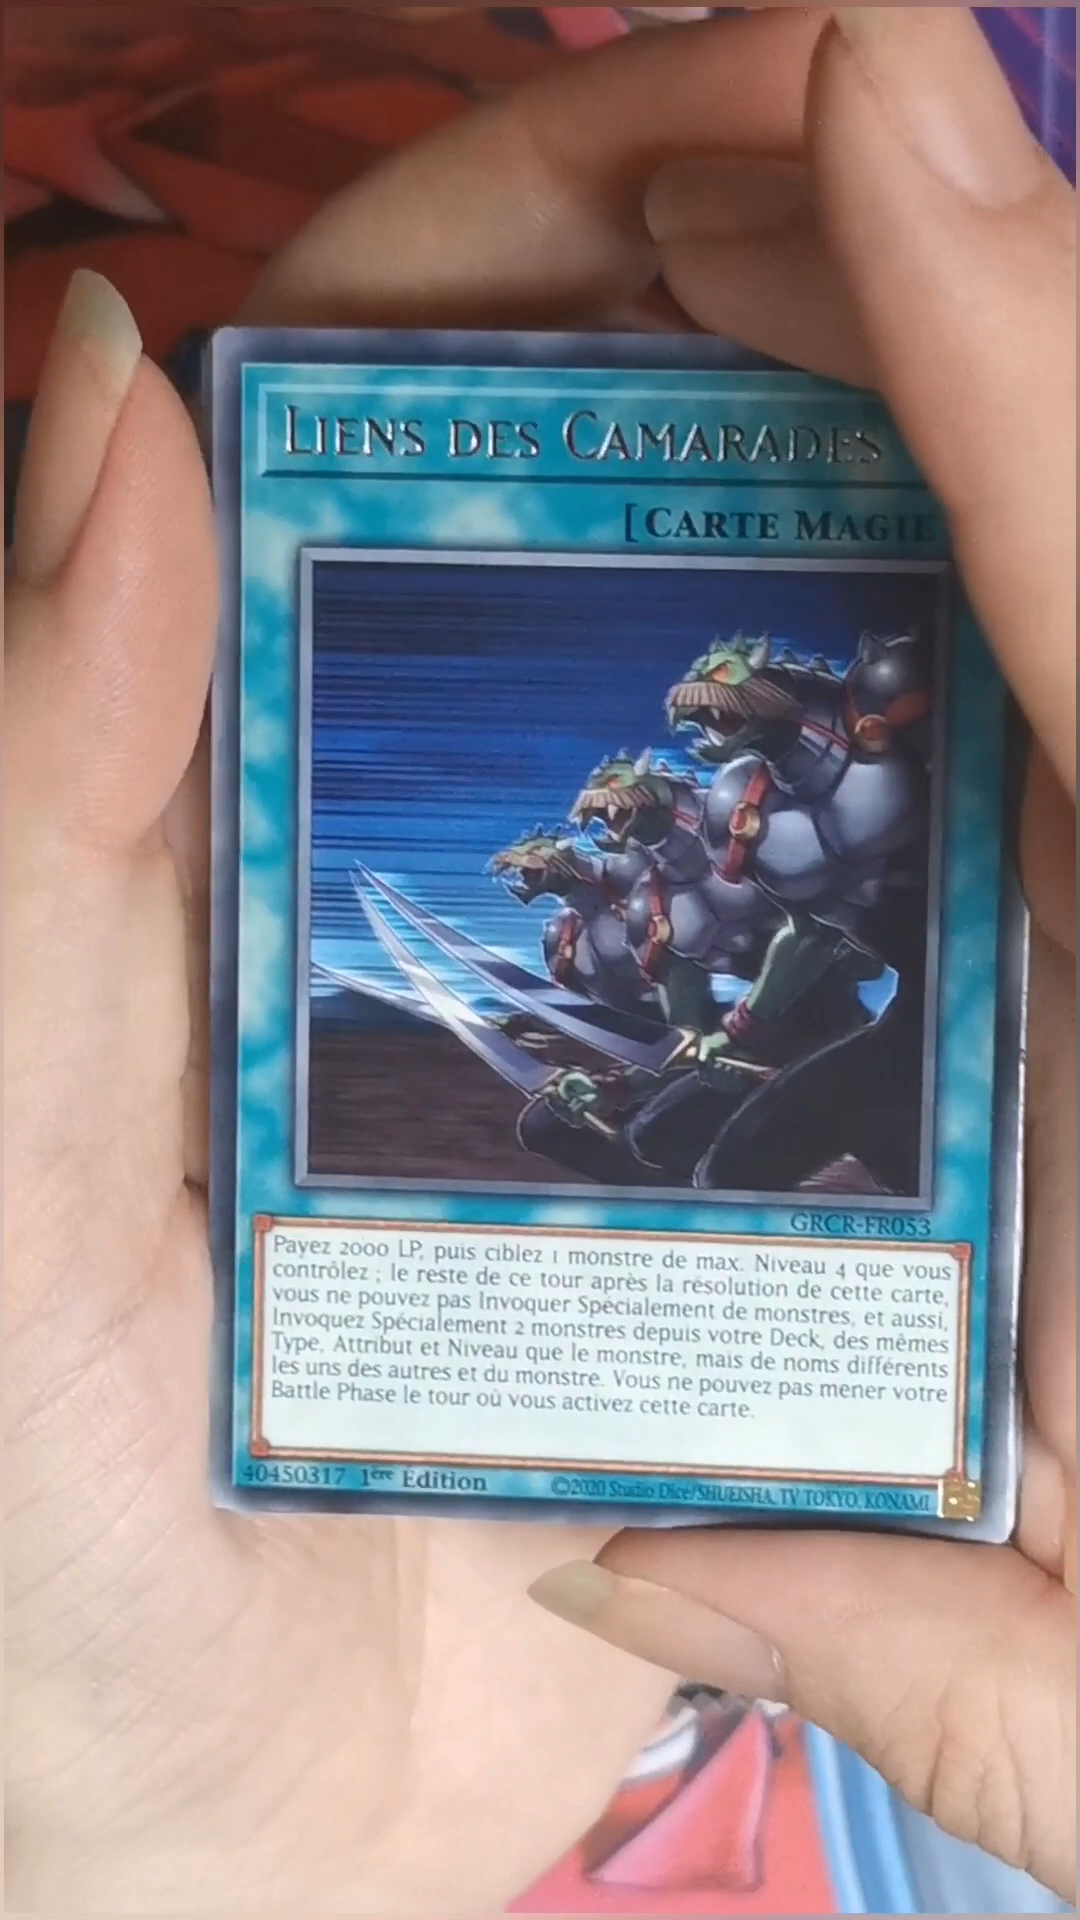 LIENS DES CAMARADES
[CARTE MAGIE
GRCR-FR053
Payez 2000 LP, puis ciblez 1 monstre de max. Niveau 4 que vous
contrôlez ; le reste de ce tour après la résolution de cette carte,
vous ne pouvez pas Invoquer Spécialement de monstres, et aussi,
Invoquez Spécialement 2 monstres depuis votre Deck, des mêmes
Type, Attribut et Niveau que le monstre, mais de noms différents
les uns des autres et du monstre. Vous ne pouvez pas mener votre
Battle Phase le tour où vous activez cette carte.
40450317 1ère Édition ©2020 Studio Dice/SHUEISHA, TV TOKYO, KONAMI